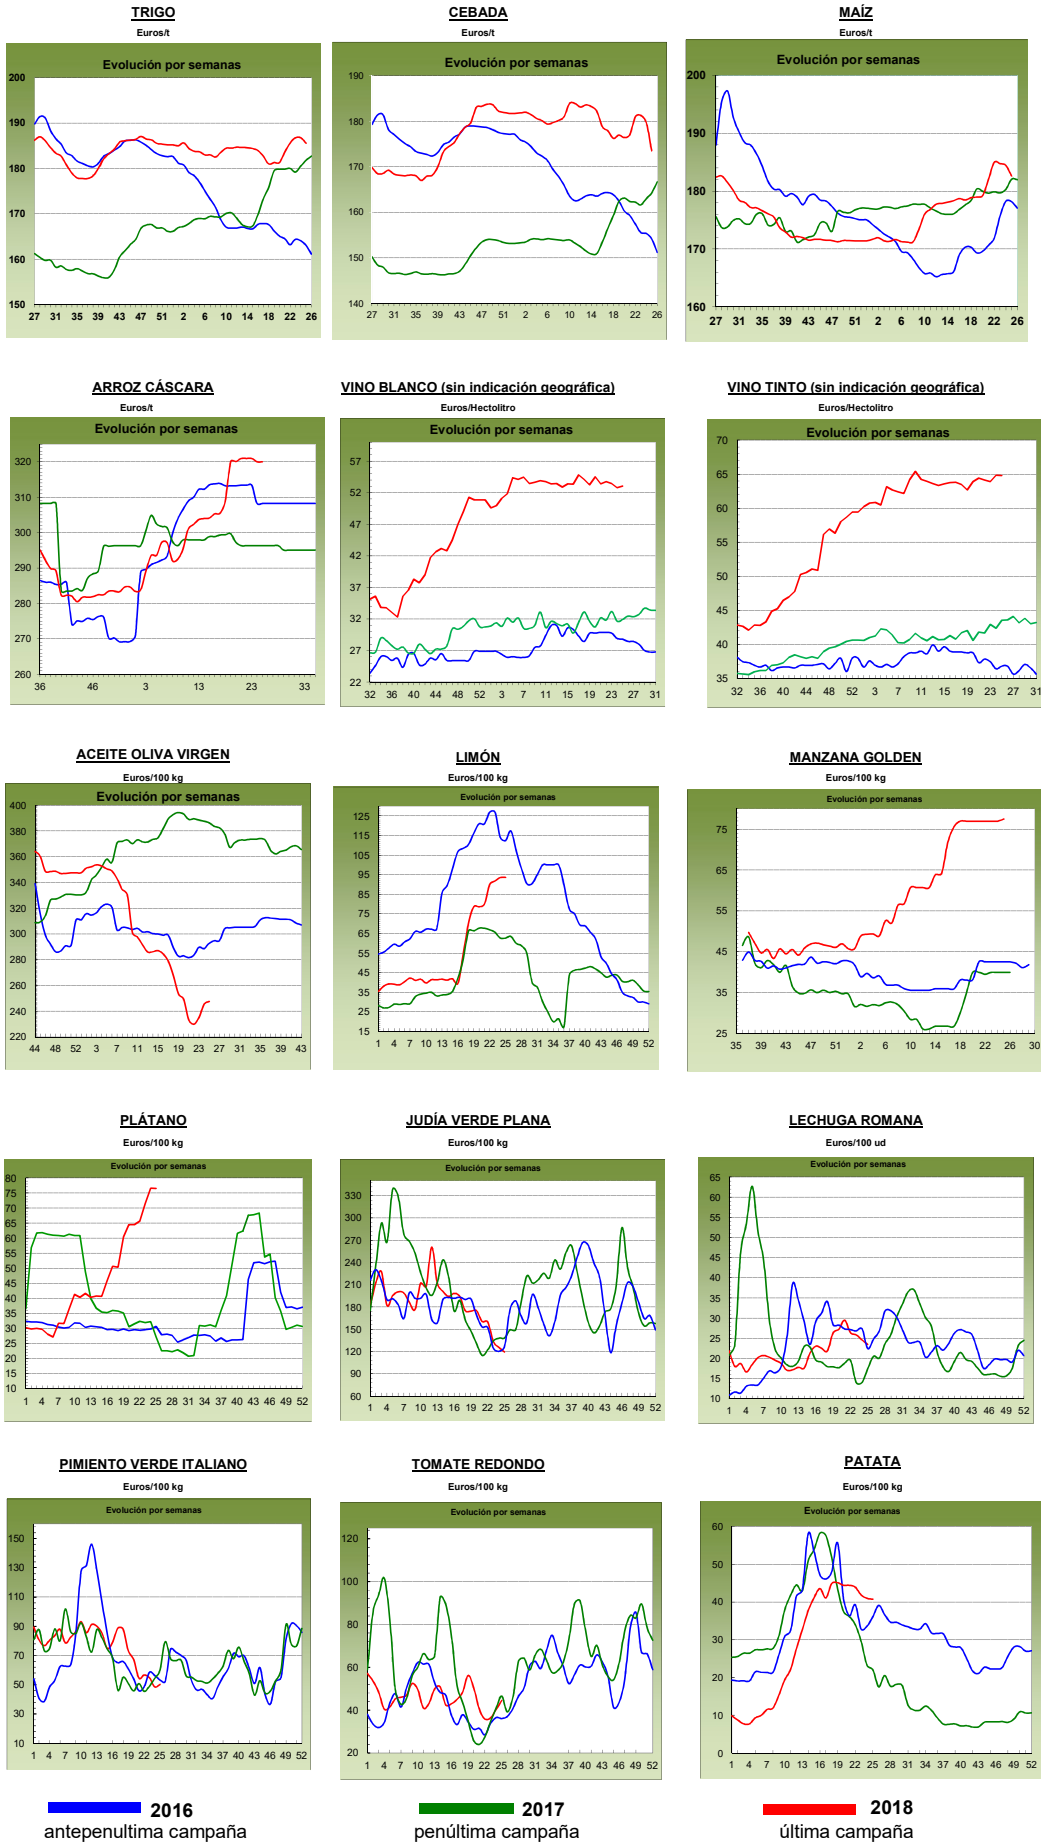 TRIGO
Euros/t
Evolución por semanas
200
190
180
170
160
150
27 31 35 39 43 47 51 2 6 10 14 18 22 26
CEBADA
Euros/t
Evolución por semanas
190
180
170
160
150
140
27 31 35 39 43 47 51 2 6 10 14 18 22 26
MAÍZ
Euros/t
Evolución por semanas
200
190
180
170
160
27 31 35 39 43 47 51 2 6 10 14 18 22 26
ARROZ CÁSCARA
Euros/t
Evolución por semanas
320
310
300
290
280
270
260
36 46 3 13 23 33
VINO BLANCO (sin indicación geográfica)
Euros/Hectolitro
Evolución por semanas
57
52
47
42
37
32
27
22
32 36 40 44 48 52 3 7 11 15 19 23 27 31
VINO TINTO (sin indicación geográfica)
Euros/Hectolitro
Evolución por semanas
70
65
60
55
50
45
40
35
32 36 40 44 48 52 3 7 11 15 19 23 27 31
ACEITE OLIVA VIRGEN
Euros/100 kg
Evolución por semanas
400
380
360
340
320
300
280
260
240
220
44 48 52 3 7 11 15 19 23 27 31 35 39 43
LIMÓN
Euros/100 kg
Evolución por semanas
125
115
105
95
85
75
65
55
45
35
25
15
1 4 7 10 13 16 19 22 25 28 31 34 37 40 43 46 49 52
MANZANA GOLDEN
Euros/100 kg
Evolución por semanas
75
65
55
45
35
25
35 39 43 47 51 2 6 10 14 18 22 26 30
PLÁTANO
Euros/100 kg
Evolución por semanas
80
75
70
65
60
55
50
45
40
35
30
25
20
15
10
1 4 7 10 13 16 19 22 25 28 31 34 37 40 43 46 49 52
JUDÍA VERDE PLANA
Euros/100 kg
Evolución por semanas
330
300
270
240
210
180
150
120
90
60
1 4 7 10 13 16 19 22 25 28 31 34 37 40 43 46 49 52
LECHUGA ROMANA
Euros/100 ud
Evolución por semanas
65
60
55
50
45
40
35
30
25
20
15
10
1 4 7 10 13 16 19 22 25 28 31 34 37 40 43 46 49 52
PIMIENTO VERDE ITALIANO
Euros/100 kg
Evolución por semanas
150
130
110
90
70
50
30
10
1 4 7 10 13 16 19 22 25 28 31 34 37 40 43 46 49 52
TOMATE REDONDO
Euros/100 kg
Evolución por semanas
120
100
80
60
40
20
1 4 7 10 13 16 19 22 25 28 31 34 37 40 43 46 49 52
PATATA
Euros/100 kg
Evolución por semanas
60
50
40
30
20
10
0
1 4 7 10 13 16 19 22 25 28 31 34 37 40 43 46 49 52
2016
antepenultima campaña
2017
penúltima campaña
2018
última campaña